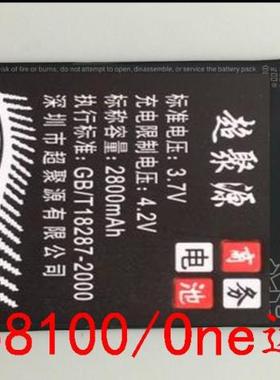 risk of fire or burns, do not attempt to open, disassemble, or service the battery pack
超聚源
商务
电池
标准电压: 3.7V
充电限制电压: 4.2V
标称容量: 2800mAh
执行标准: GB/T18287-2000
深圳市超聚源有限公司
8100/One